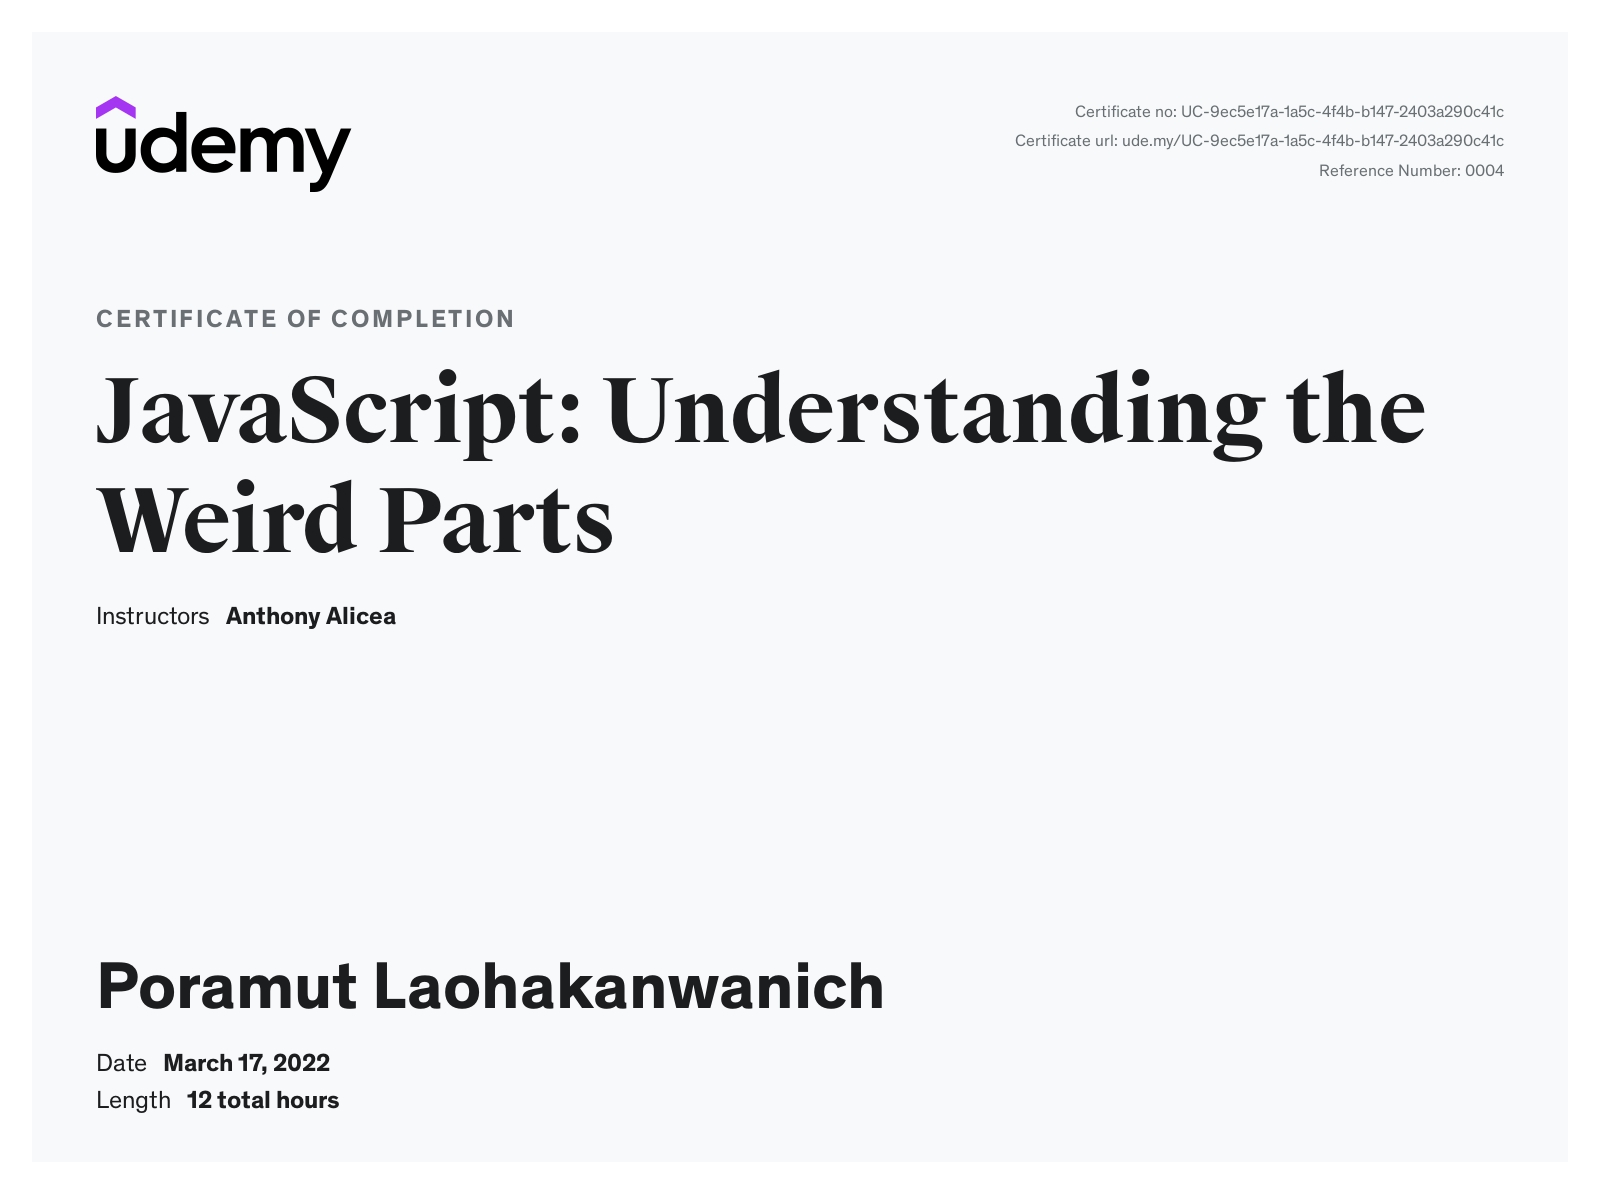 udemy
Certificate no: UC-9ec5e17a-1a5c-4f4b-b147-2403a290c41c
Certificate url: ude.my/UC-9ec5e17a-1a5c-4f4b-b147-2403a290c41c
Reference Number: 0004
CERTIFICATE OF COMPLETION
JavaScript: Understanding the
Weird Parts
Instructors Anthony Alicea
Poramut Laohakanwanich
Date March 17, 2022
Length 12 total hours